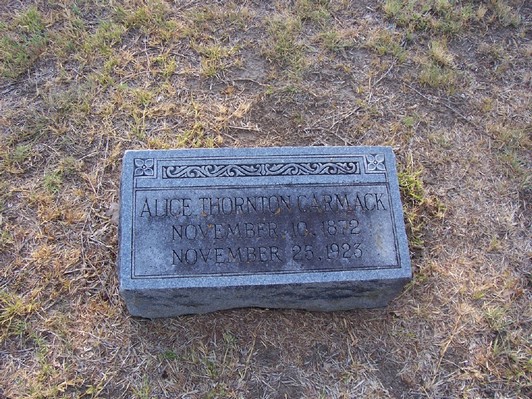 ALICE THORNTON CARMACK
NOVEMBER 10, 1872
NOVEMBER 25, 1923